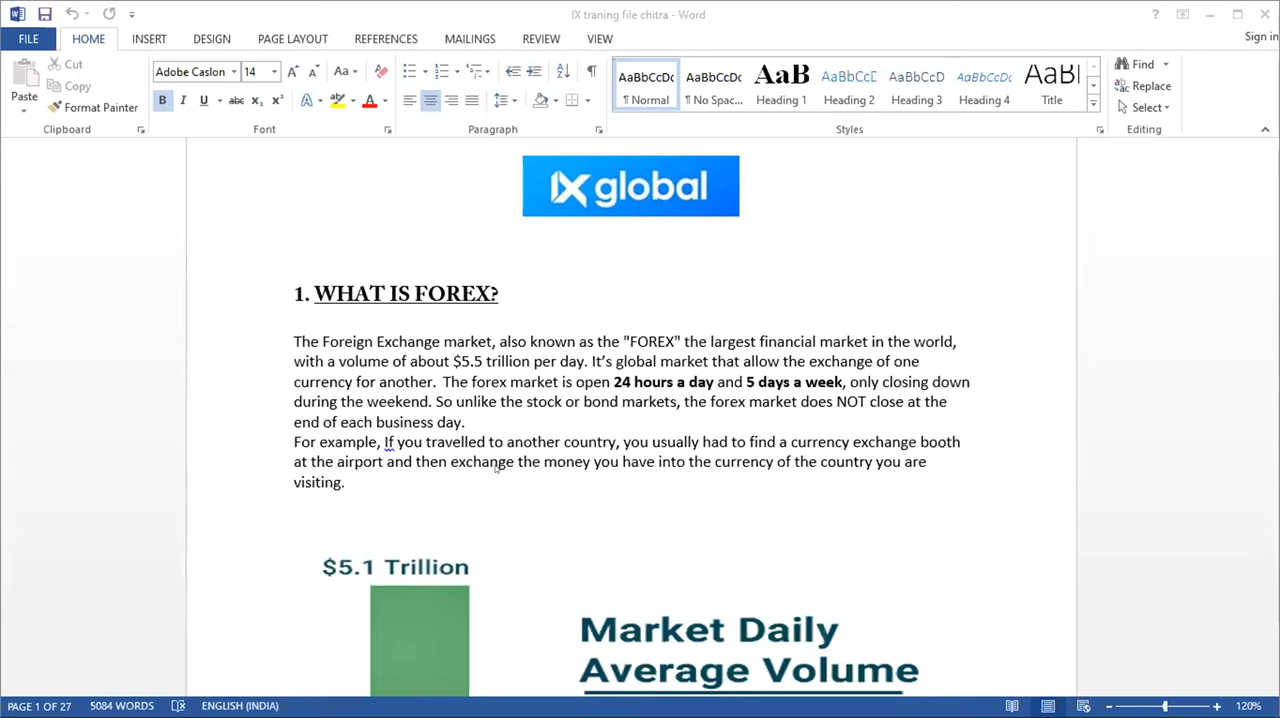 IX traning file chitra - Word
?
FILE
HOME
INSERT
DESIGN
PAGE LAYOUT
REFERENCES
MAILINGS
REVIEW
VIEW
Sign in
Paste
Cut
Copy
Format Painter
Clipboard
Adobe Caslon
14
Aa
B I U abc x₂ x²
A
A
Font
Paragraph
AaBbCcDc
¶ Normal
AaBbCcDc
¶ No Spac...
AaB
Heading 1
AaBbCcD
Heading 2
AaBbCcD
Heading 3
AaBbCcD
Heading 4
AaBl
Title
Styles
Find
Replace
Select
Editing
IX global
1. WHAT IS FOREX?
The Foreign Exchange market, also known as the "FOREX" the largest financial market in the world,
with a volume of about $5.5 trillion per day. It's global market that allow the exchange of one
currency for another. The forex market is open 24 hours a day and 5 days a week, only closing down
during the weekend. So unlike the stock or bond markets, the forex market does NOT close at the
end of each business day.
For example, If you travelled to another country, you usually had to find a currency exchange booth
at the airport and then exchange the money you have into the currency of the country you are
visiting.
$5.1 Trillion
Market Daily
Average Volume
PAGE 1 OF 27
5084 WORDS
ENGLISH (INDIA)
120%